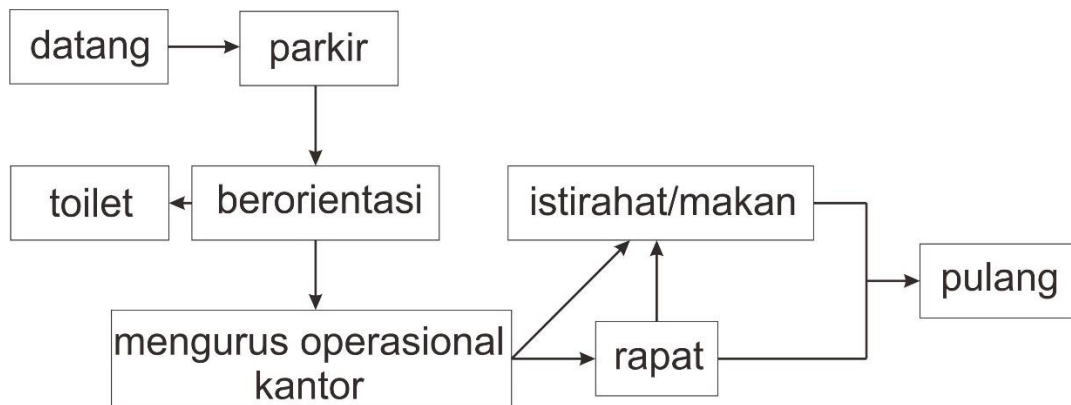 datang
parkir
toilet
berorientasi
istirahat/makan
pulang
mengurus operasional
kantor
rapat